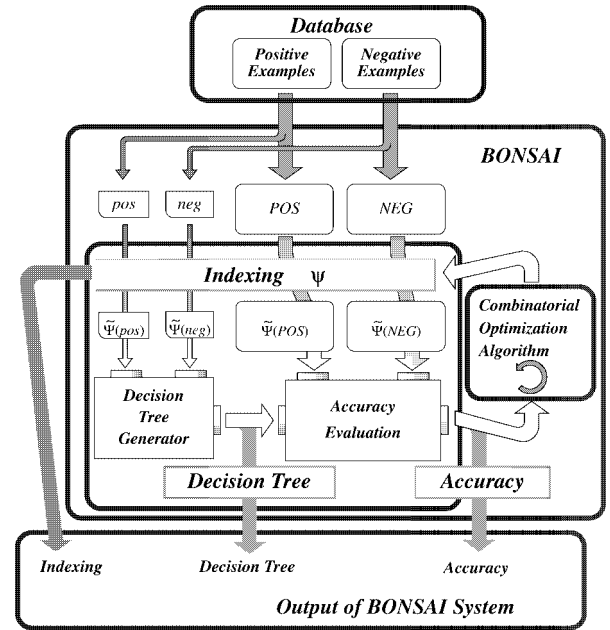 Database
Positive
Examples
Negative
Examples
BONSAI
pos
neg
POS
NEG
Indexing ψ
Ψ̃(pos)
Ψ̃(neg)
Ψ̃(POS)
Ψ̃(NEG)
Combinatorial
Optimization
Algorithm
Decision
Tree
Generator
Accuracy
Evaluation
Decision Tree
Accuracy
Indexing
Decision Tree
Accuracy
Output of BONSAI System